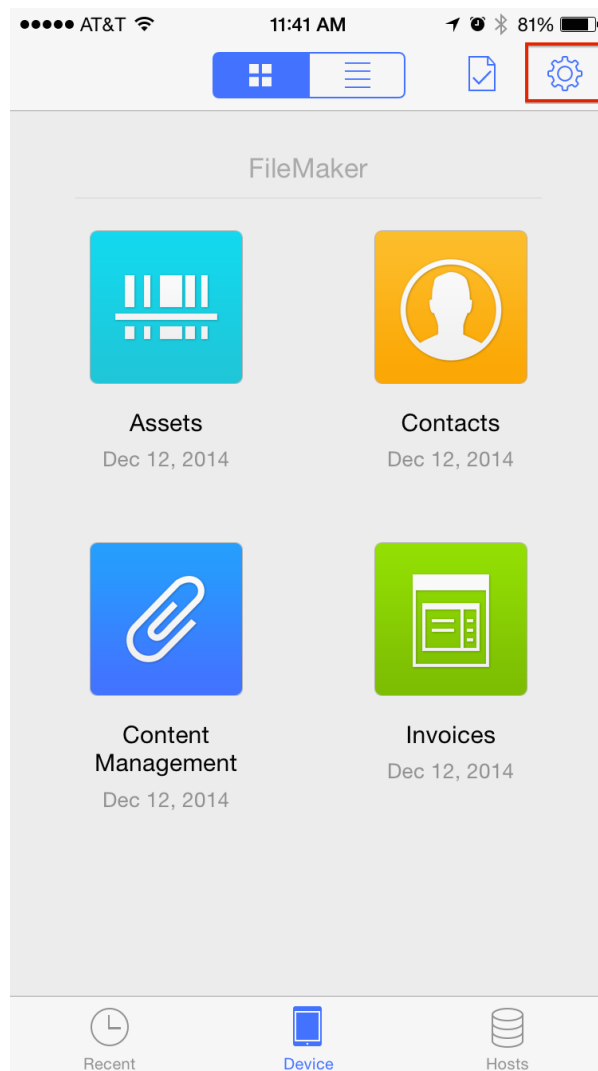 AT&T 11:41 AM 81%
FileMaker
Assets Contacts
Dec 12, 2014 Dec 12, 2014
Content Invoices
Management
Dec 12, 2014
Dec 12, 2014
Recent Device Hosts